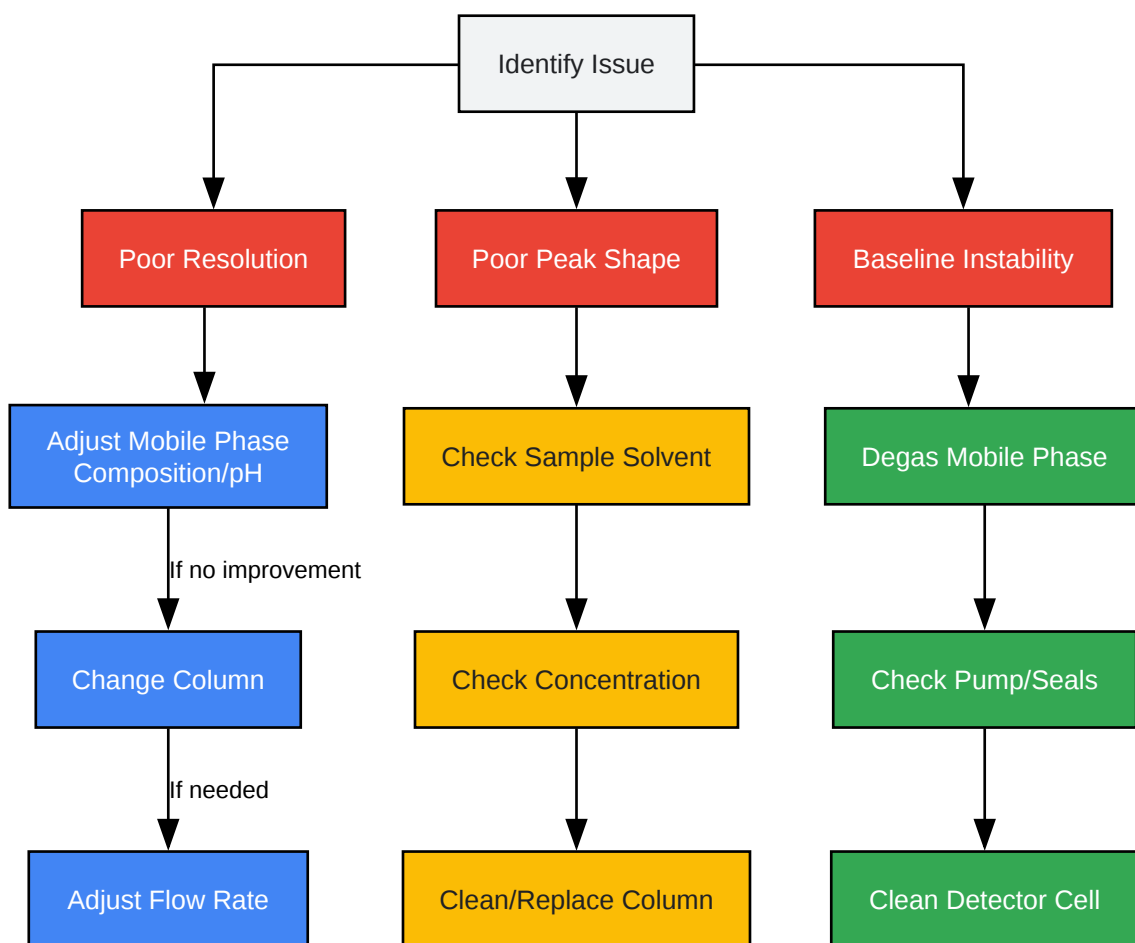 Identify Issue
Poor Resolution
Poor Peak Shape
Baseline Instability
Adjust Mobile Phase
Composition/pH
Check Sample Solvent
Degas Mobile Phase
If no improvement
Change Column
Check Concentration
Check Pump/Seals
If needed
Adjust Flow Rate
Clean/Replace Column
Clean Detector Cell